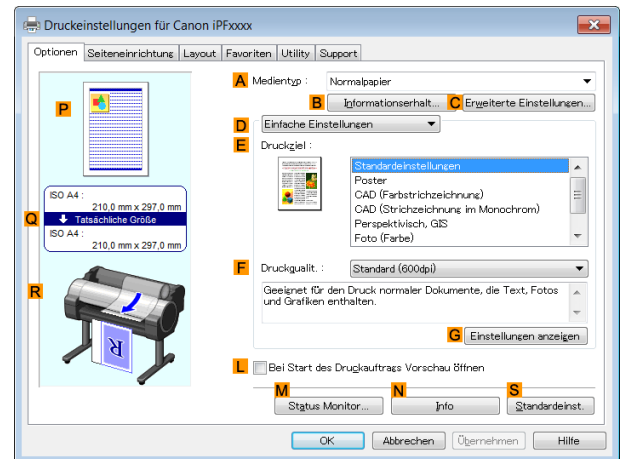 Druckeinstellungen für Canon iPFxxxx
Optionen Seiteneinrichtung Layout Favoriten Utility Support
A Medientyp : Normalpapier
B Informationserhalt... C Erweiterte Einstellungen...
D Einfache Einstellungen
E Druckziel :
Standardeinstellungen
Poster
CAD (Farbstrichzeichnung)
CAD (Strichzeichnung im Monochrom)
Perspektivisch, GIS
Foto (Farbe)
P
ISO A4 :
210,0 mm x 297,0 mm
Q Tatsächliche Größe
ISO A4 :
210,0 mm x 297,0 mm
R
R
F Druckqualit. : Standard (600dpi)
Geeignet für den Druck normaler Dokumente, die Text, Fotos
und Grafiken enthalten.
G Einstellungen anzeigen
L Bei Start des Druckauftrags Vorschau öffnen
M N S
Status Monitor... Info Standardeinst.
OK Abbrechen Übernehmen Hilfe